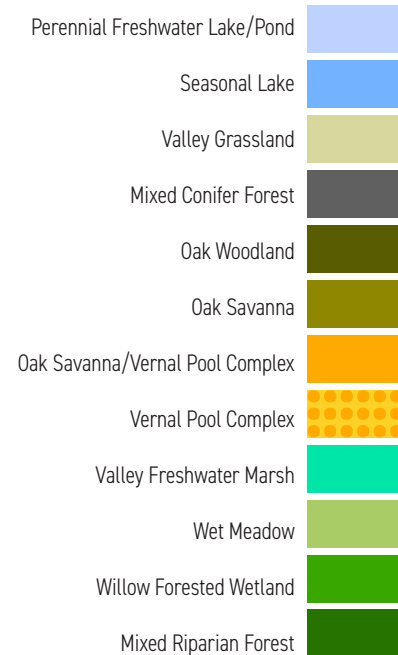 Perennial Freshwater Lake/Pond
Seasonal Lake
Valley Grassland
Mixed Conifer Forest
Oak Woodland
Oak Savanna
Oak Savanna/Vernal Pool Complex
Vernal Pool Complex
Valley Freshwater Marsh
Wet Meadow
Willow Forested Wetland
Mixed Riparian Forest